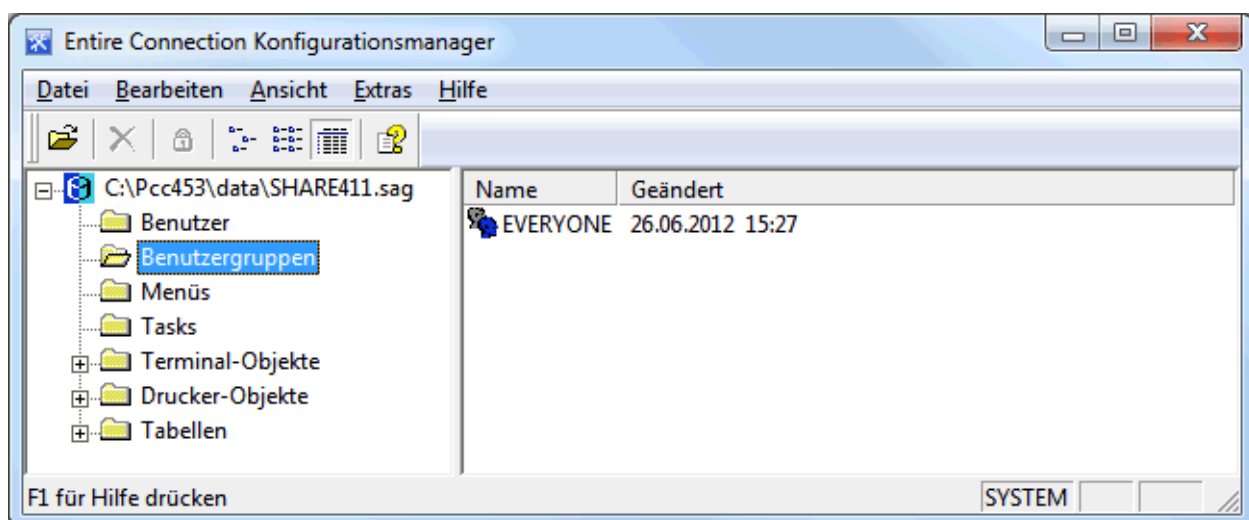 Entire Connection Konfigurationsmanager
Datei Bearbeiten Ansicht Extras Hilfe
C:\Pcc453\data\SHARE411.sag
Benutzer
Benutzergruppen
Menüs
Tasks
Terminal-Objekte
Drucker-Objekte
Tabellen
Name Geändert
EVERYONE 26.06.2012 15:27
F1 für Hilfe drücken SYSTEM